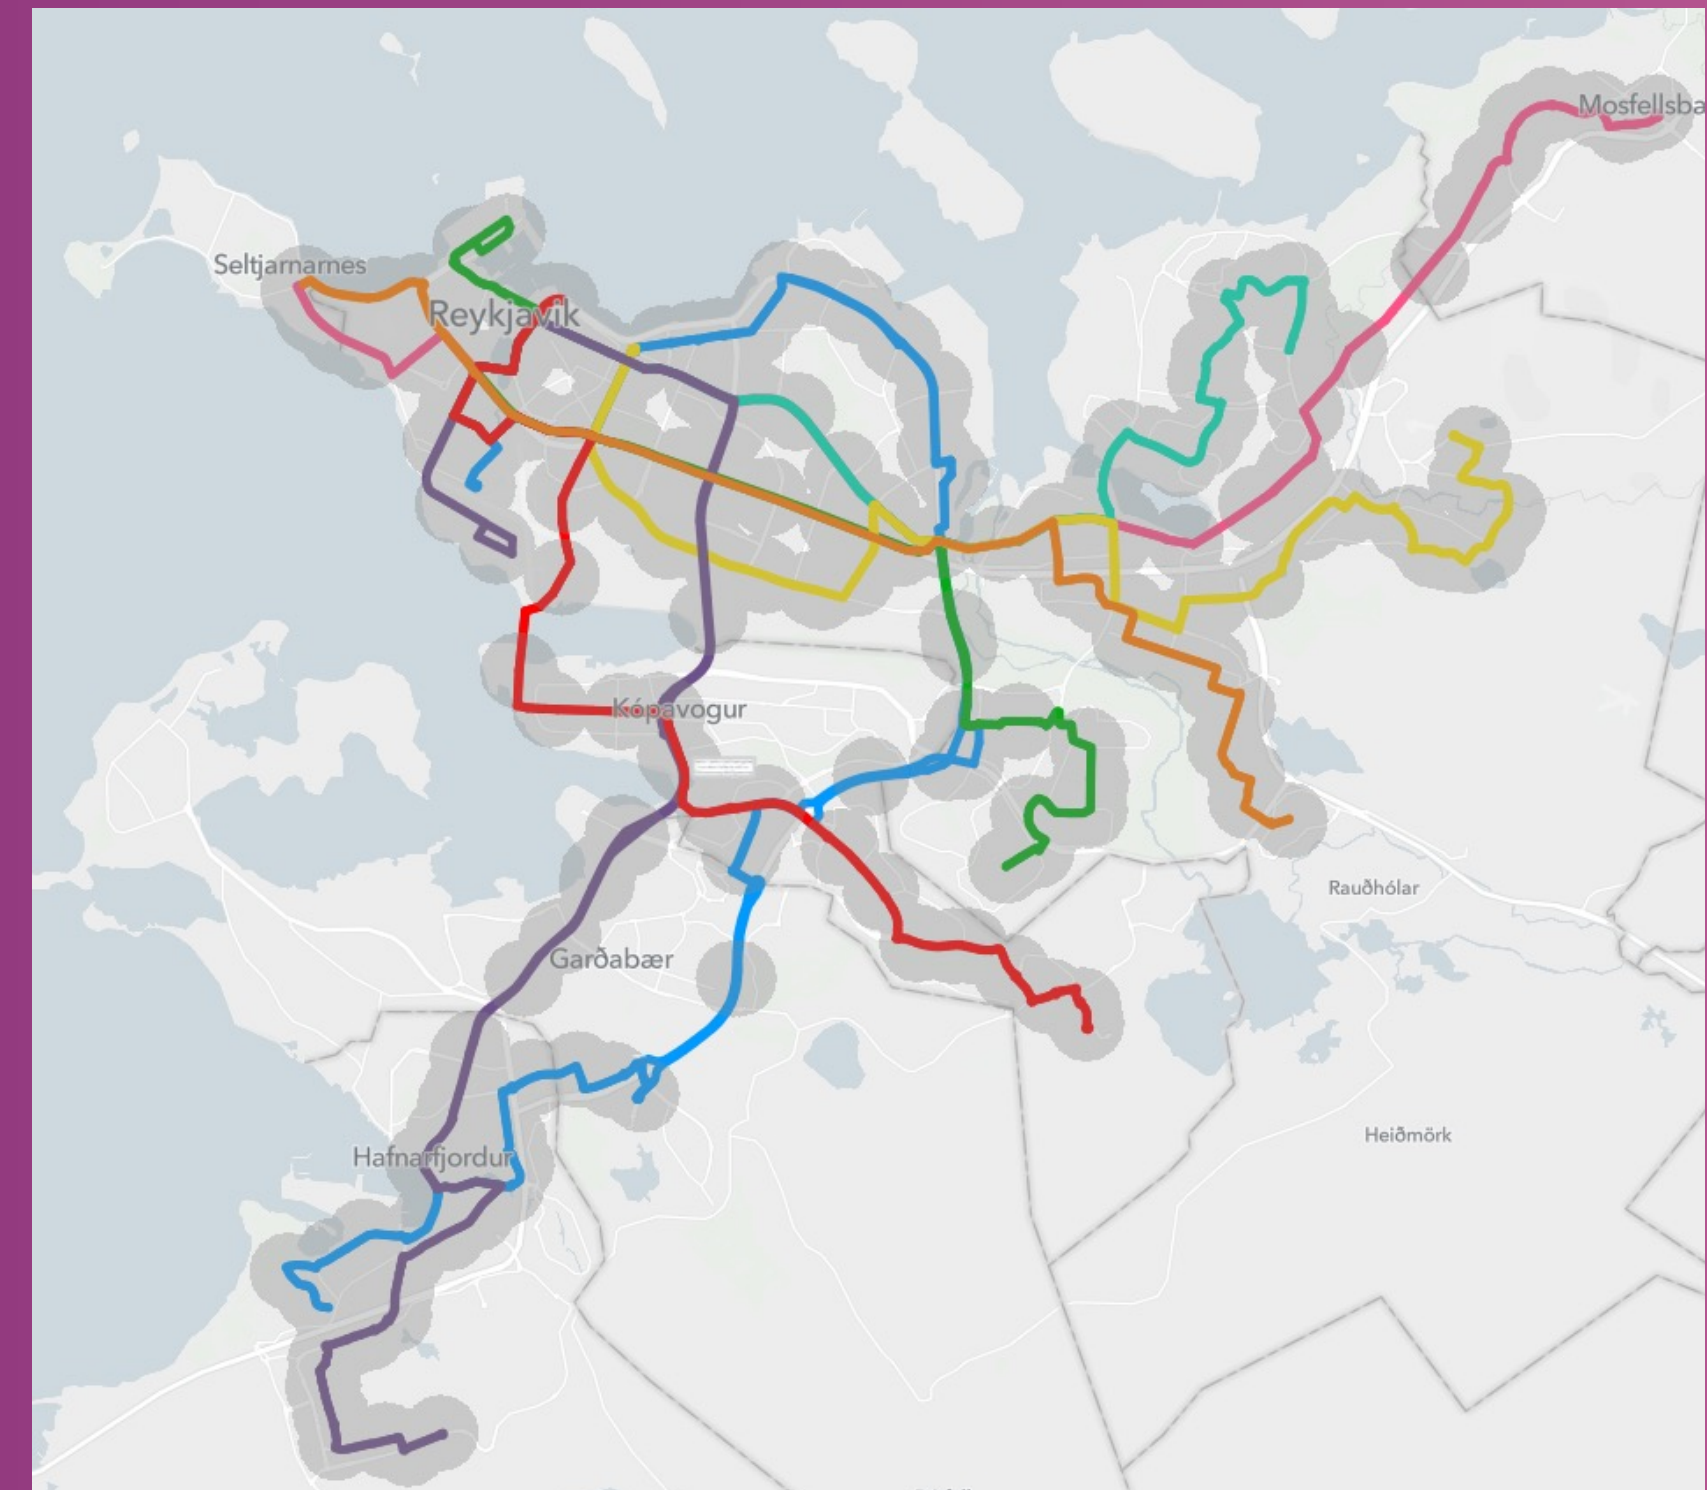 Mosfellsba
Seltjarnarnes
Reykjavík
Kópavogur
Rauðhólar
Garðabær
Heiðmörk
Hafnarfjordur